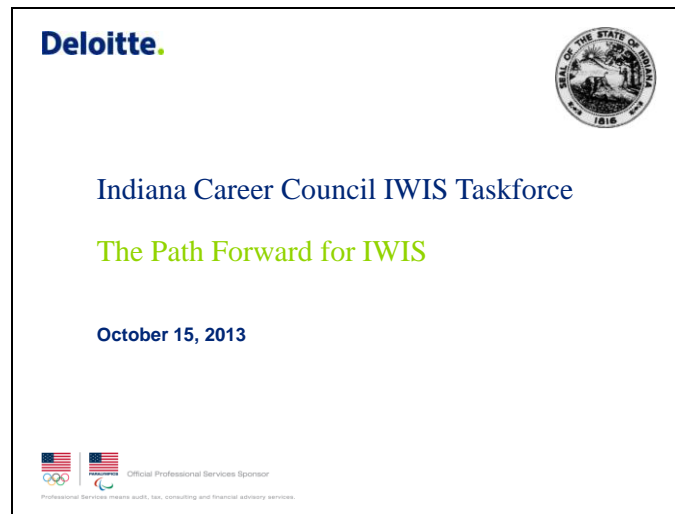 Deloitte.
SEAL OF THE STATE OF INDIANA
1816
Indiana Career Council IWIS Taskforce
The Path Forward for IWIS
October 15, 2013
PARALYMPICS
Official Professional Services Sponsor
Professional Services means audit, tax, consulting and financial advisory services.